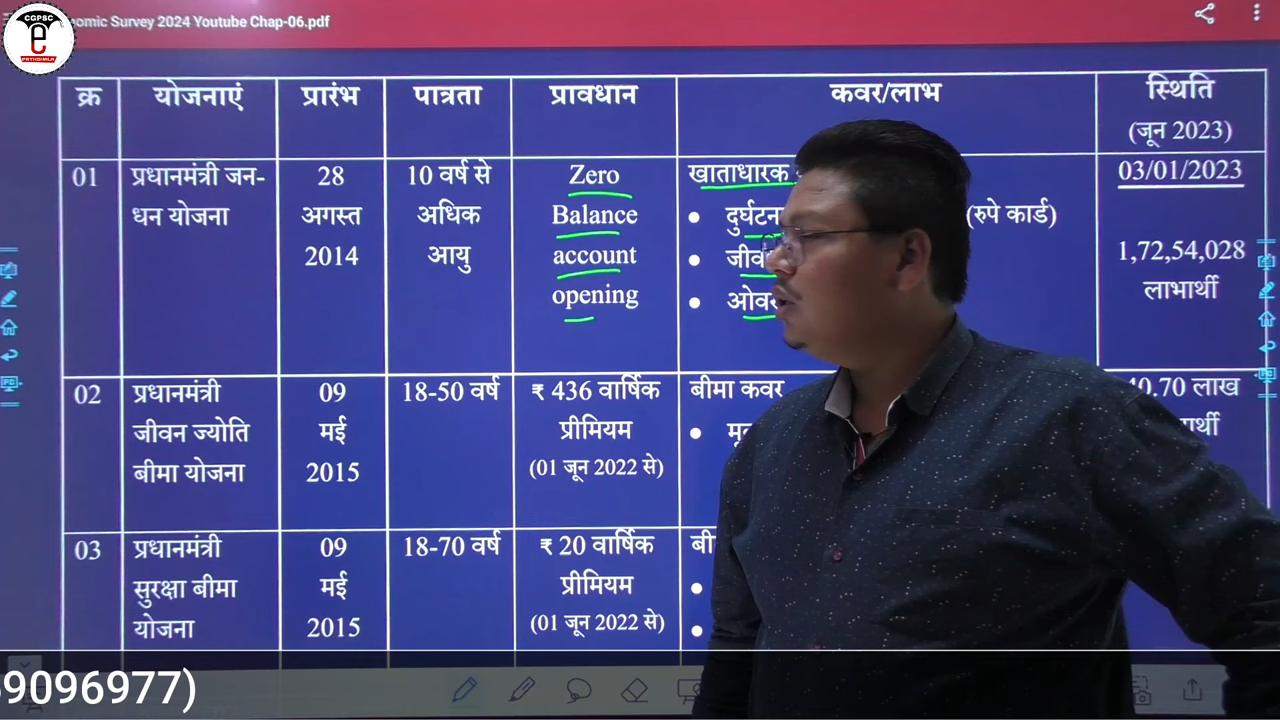 CGPSC
e
PATHSHALA
omic Survey 2024 Youtube Chap-06.pdf
क्र योजनाएं प्रारंभ पात्रता प्रावधान कवर/लाभ स्थिति
(जून 2023)
01 प्रधानमंत्री जन- 28 10 वर्ष से Zero खाताधारक 03/01/2023
धन योजना अगस्त अधिक Balance • (रुपे कार्ड)
2014 आयु account • 1,72,54,028
opening • लाभार्थी
02 प्रधानमंत्री 09 18-50 वर्ष ₹ 436 वार्षिक बीमा कवर .70 लाख
जीवन ज्योति मई प्रीमियम •
बीमा योजना 2015 (01 जून 2022 से)
03 प्रधानमंत्री 09 18-70 वर्ष ₹ 20 वार्षिक
सुरक्षा बीमा मई प्रीमियम •
योजना 2015 (01 जून 2022 से) •
9096977)